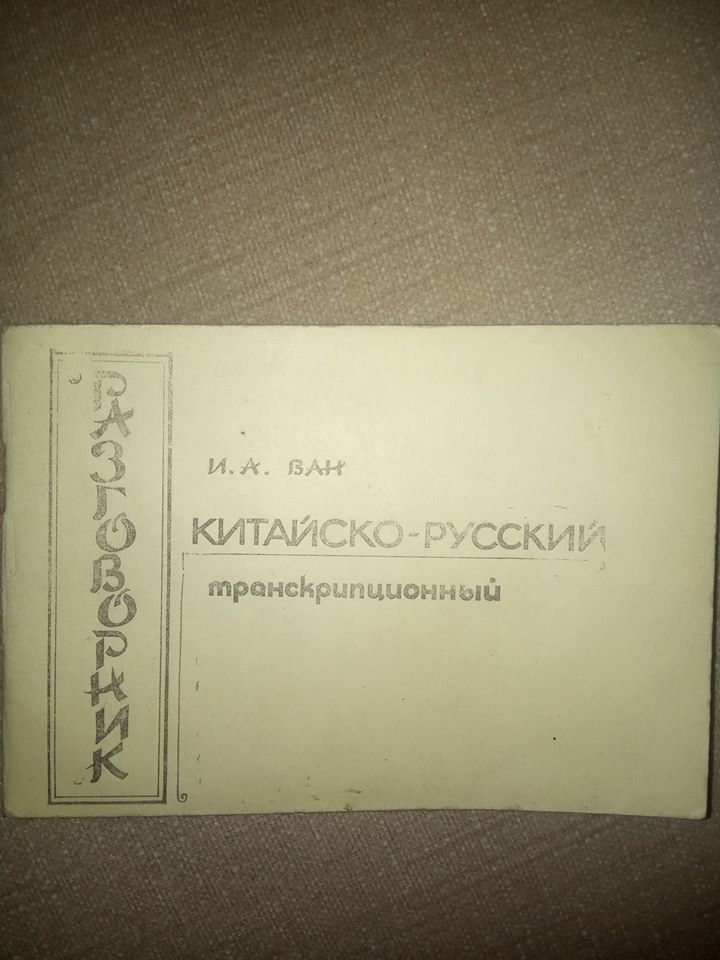 РАЗГОВОРНИК
И. А. ВАН
КИТАЙСКО-РУССКИЙ
транскрипционный